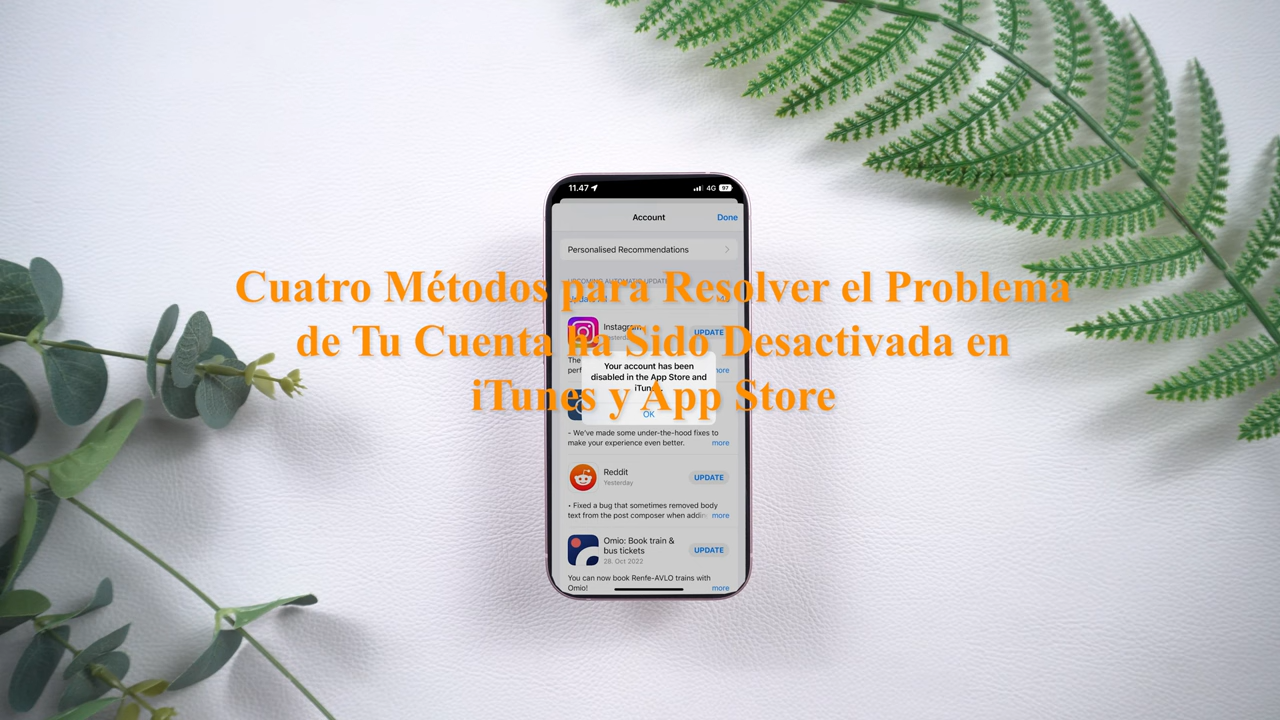 11.47
4G 97
Account
Done
Personalised Recommendations
Cuatro Métodos para Resolver el Problema
de Tu Cuenta ha Sido Desactivada en
iTunes y App Store
Instagram
UPDATE
Your account has been
disabled in the App Store and
OK
more
- We've made some under-the-hood fixes to
make your experience even better.
more
Reddit
Yesterday
UPDATE
• Fixed a bug that sometimes removed body
text from the post composer when
more
Omio: Book train &
bus tickets
28. Oct 2022
UPDATE
You can now book Renfe-AVLO trains with
Omio!
more